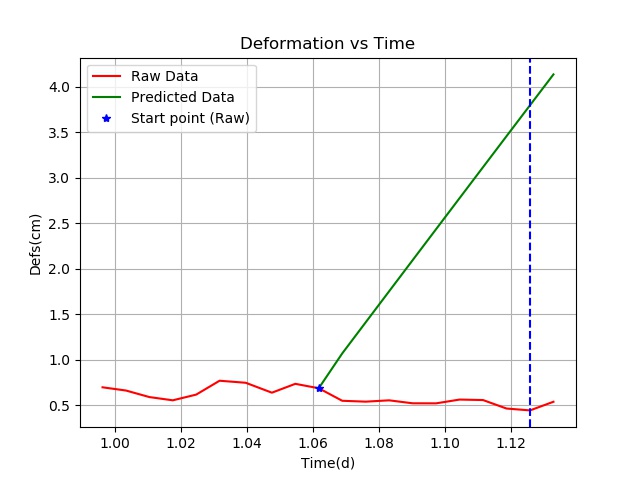 Deformation vs Time
Raw Data
Predicted Data
Start point (Raw)
4.0
3.5
3.0
2.5
2.0
1.5
1.0
0.5
Defs(cm)
1.00 1.02 1.04 1.06 1.08 1.10 1.12
Time(d)